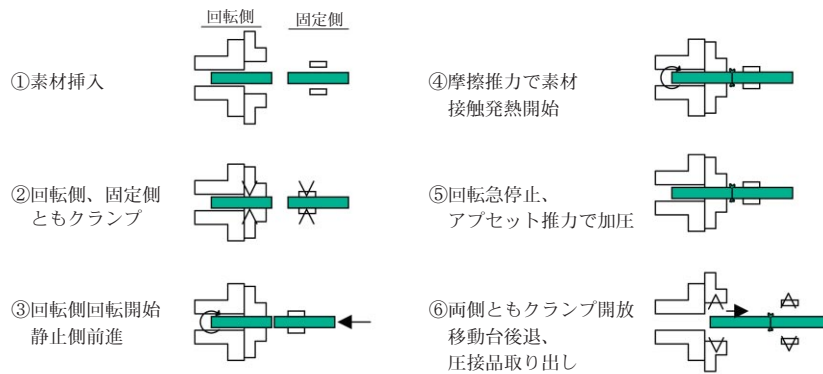 回転側
固定側
①素材挿入
②回転側、固定側
ともクランプ
③回転側回転開始
静止側前進
④摩擦推力で素材
接触発熱開始
⑤回転急停止、
アプセット推力で加圧
⑥両側ともクランプ開放
移動台後退、
圧接品取り出し